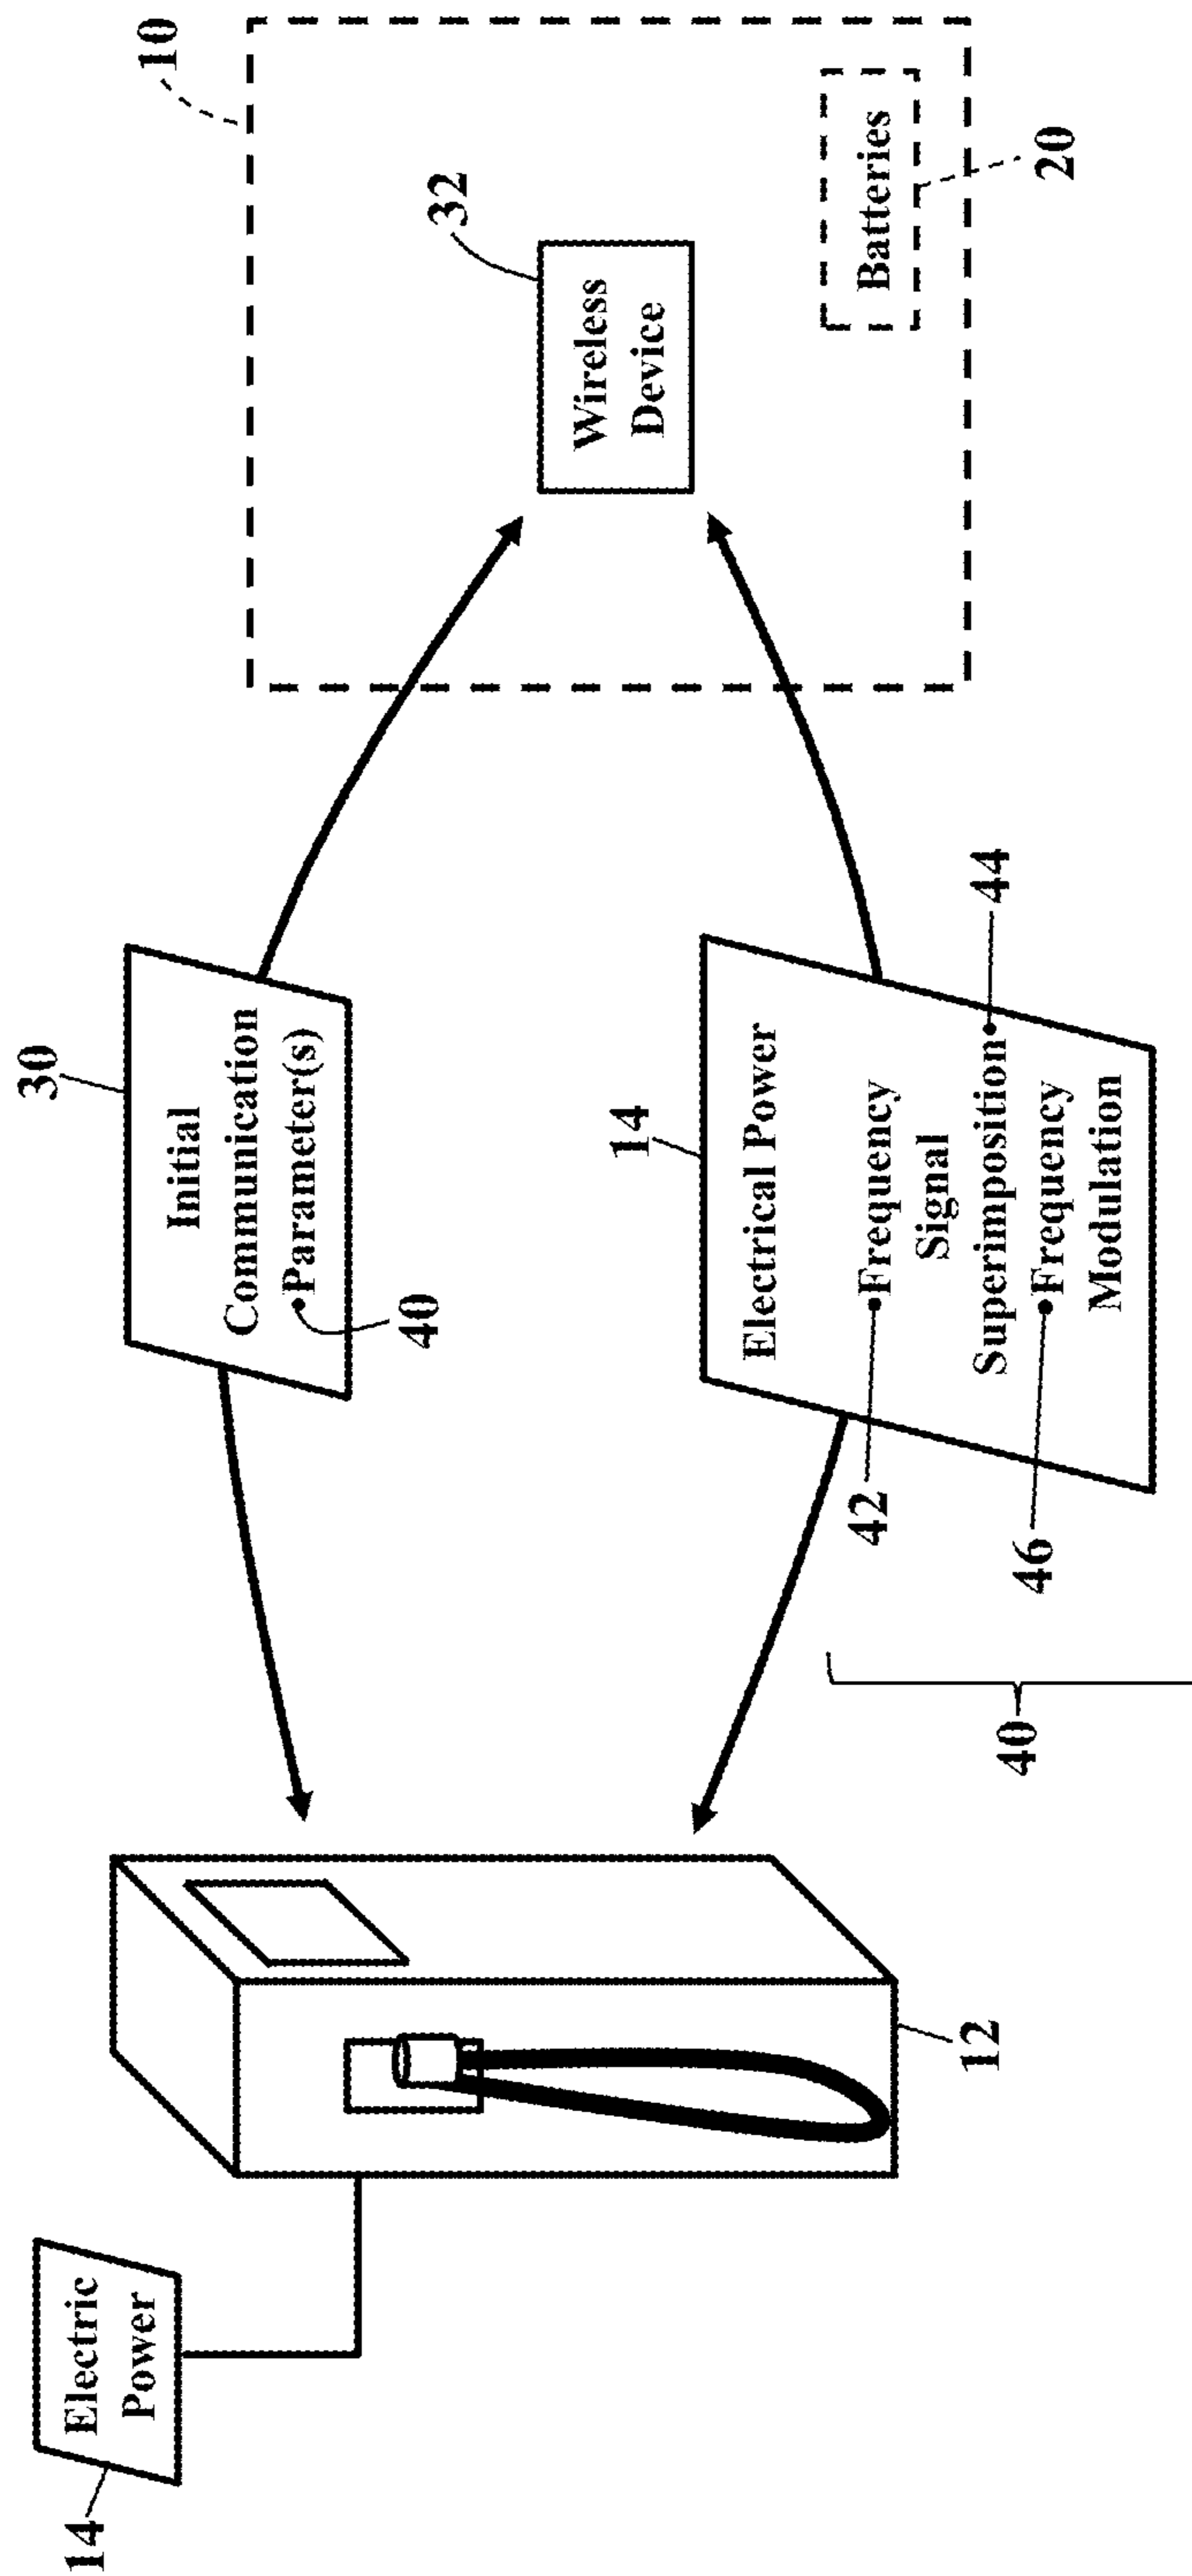 14
Electric
Power
12
30
Initial
Communication
•Parameter(s)
40
14
Electrical Power
42
•Frequency
Signal
Superimposition•
44
46
•Frequency
Modulation
40
10
32
Wireless
Device
Batteries
20